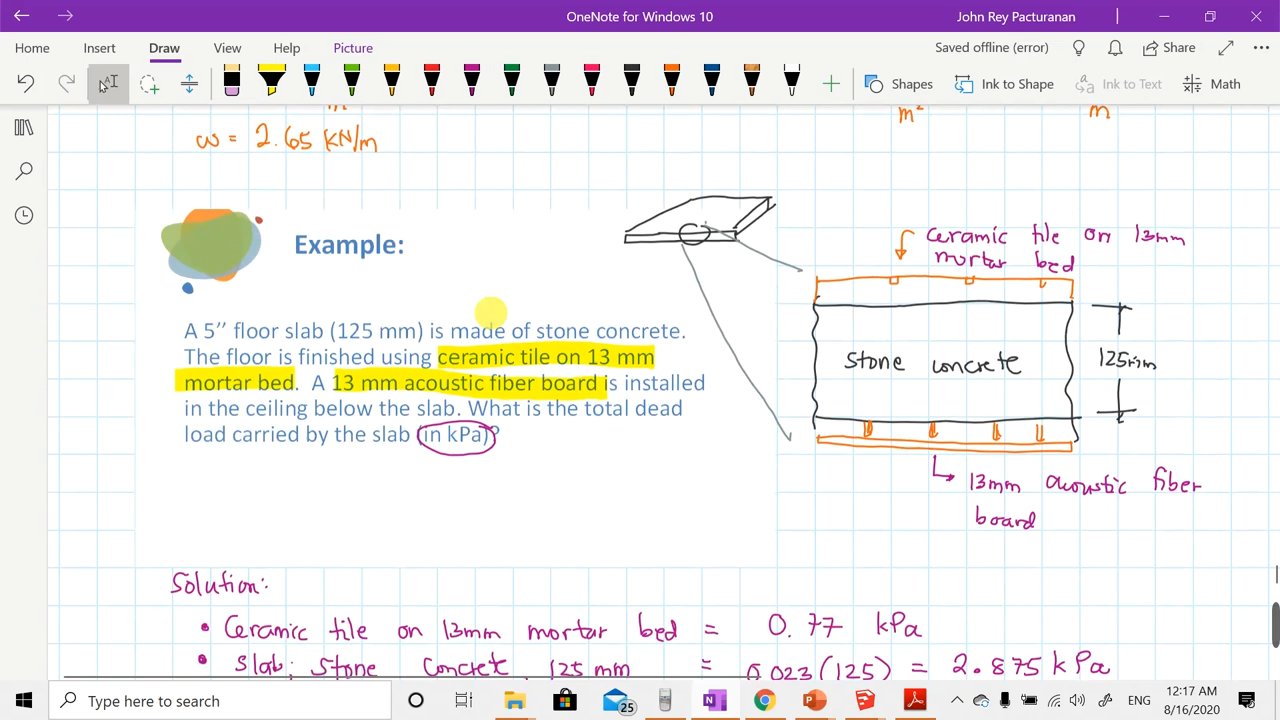 OneNote for Windows 10
John Rey Pacturanan
Home Insert Draw View Help Picture
Saved offline (error) Share
Shapes Ink to Shape Ink to Text Math
w = 2.65 kN/m
m²
m
Example:
A 5’’ floor slab (125 mm) is made of stone concrete.
The floor is finished using ceramic tile on 13 mm
mortar bed. A 13 mm acoustic fiber board is installed
in the ceiling below the slab. What is the total dead
load carried by the slab (in kPa)?
ceramic tile on 13mm
mortar bed
stone concrete
125mm
13mm acoustic fiber
board
Solution:
• Ceramic tile on 13mm mortar bed = 0.77 kPa
• Slab; stone concrete, 125 mm = 0.023(125) = 2.875 kPa
Type here to search
25
ENG
12:17 AM
8/16/2020